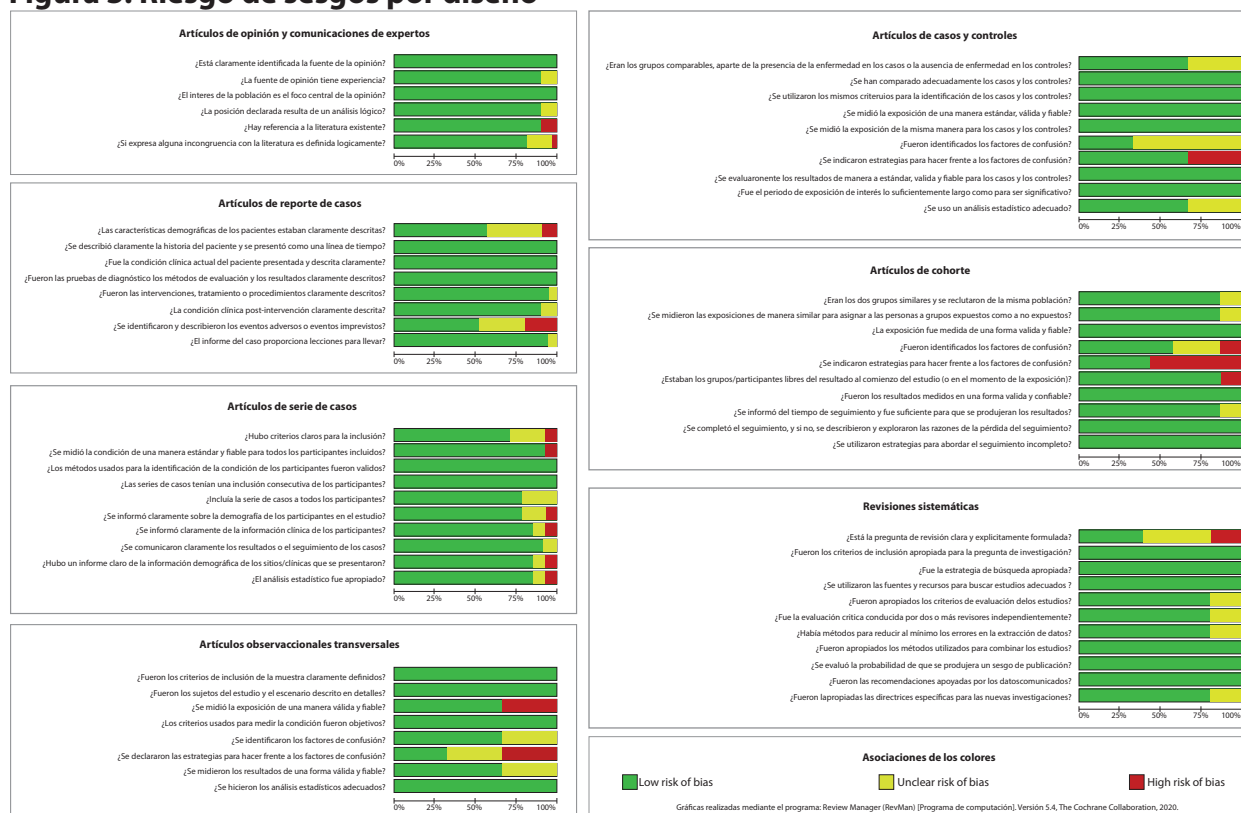 Figura 3. Riesgo de sesgos por diseño
Artículos de opinión y comunicaciones de expertos
¿Está claramente identificada la fuente de la opinión?
¿La fuente de opinión tiene experiencia?
¿El interes de la población es el foco central de la opinión?
¿La posición declarada resulta de un análisis lógico?
¿Hay referencia a la literatura existente?
¿Si expresa alguna incongruencia con la literatura es definida logicamente?
0% 25% 50% 75% 100%
Artículos de reporte de casos
¿Las características demográficas de los pacientes estaban claramente descritas?
¿Se describió claramente la historia del paciente y se presentó como una línea de tiempo?
¿Fue la condición clínica actual del paciente presentada y descrita claramente?
¿Fueron las pruebas de diagnóstico los métodos de evaluación y los resultados claramente descritos?
¿Fueron las intervenciones, tratamiento o procedimientos claramente descritos?
¿La condición clínica post-intervención claramente descrita?
¿Se identificaron y describieron los eventos adversos o eventos imprevistos?
¿El informe del caso proporciona lecciones para llevar?
0% 25% 50% 75% 100%
Artículos de serie de casos
¿Hubo criterios claros para la inclusión?
¿Se midió la condición de una manera estándar y fiable para todos los participantes incluidos?
¿Los métodos usados para la identificación de la condición de los participantes fueron validos?
¿Las series de casos tenían una inclusión consecutiva de los participantes?
¿Incluía la serie de casos a todos los participantes?
¿Se informó claramente sobre la demografía de los participantes en el estudio?
¿Se informó claramente de la información clínica de los participantes?
¿Se comunicaron claramente los resultados o el seguimiento de los casos?
¿Hubo un informe claro de la información demográfica de los sitios/clínicas que se presentaron?
¿El análisis estadístico fue apropiado?
0% 25% 50% 75% 100%
Artículos observaccionales transversales
¿Fueron los criterios de inclusión de la muestra claramente definidos?
¿Fueron los sujetos del estudio y el escenario descrito en detalles?
¿Se midió la exposición de una manera válida y fiable?
¿Los criterios usados para medir la condición fueron objetivos?
¿Se identificaron los factores de confusión?
¿Se declararon las estrategias para hacer frente a los factores de confusión?
¿Se midieron los resultados de una forma válida y fiable?
¿Se hicieron los análisis estadísticos adecuados?
0% 25% 50% 75% 100%
Artículos de casos y controles
¿Eran los grupos comparables, aparte de la presencia de la enfermedad en los casos o la ausencia de enfermedad en los controles?
¿Se han comparado adecuadamente los casos y los controles?
¿Se utilizaron los mismos criteruios para la identificación de los casos y los controles?
¿Se midió la exposición de una manera estándar, válida y fiable?
¿Se midió la exposición de la misma manera para los casos y los controles?
¿Fueron identificados los factores de confusión?
¿Se indicaron estrategias para hacer frente a los factores de confusión?
¿Se evaluaronente los resultados de manera a estándar, valida y fiable para los casos y los controles?
¿Fue el periodo de exposición de interés lo suficientemente largo como para ser significativo?
¿Se uso un análisis estadístico adecuado?
0% 25% 50% 75% 100%
Artículos de cohorte
¿Eran los dos grupos similares y se reclutaron de la misma población?
¿Se midieron las exposiciones de manera similar para asignar a las personas a grupos expuestos como a no expuestos?
¿La exposición fue medida de una forma valida y fiable?
¿Fueron identificados los factores de confusión?
¿Se indicaron estrategias para hacer frente a los factores de confusión?
¿Estaban los grupos/participantes libres del resultado al comienzo del estudio (o en el momento de la exposición)?
¿Fueron los resultados medidos en una forma valida y confiable?
¿Se informó del tiempo de seguimiento y fue suficiente para que se produjeran los resultados?
¿Se completó el seguimiento, y si no, se describieron y exploraron las razones de la pérdida del seguimiento?
¿Se utilizaron estrategias para abordar el seguimiento incompleto?
0% 25% 50% 75% 100%
Revisiones sistemáticas
¿Está la pregunta de revisión clara y explicitamente formulada?
¿Fueron los criterios de inclusión apropiada para la pregunta de investigación?
¿Fue la estrategia de búsqueda apropiada?
¿Se utilizaron las fuentes y recursos para buscar estudios adecuados ?
¿Fueron apropiados los criterios de evaluación delos estudios?
¿Fue la evaluación critica conducida por dos o más revisores independientemente?
¿Había métodos para reducir al mínimo los errores en la extracción de datos?
¿Fueron apropiados los métodos utilizados para combinar los estudios?
¿Se evaluó la probabilidad de que se produjera un sesgo de publicación?
¿Fueron las recomendaciones apoyadas por los datoscomunicados?
¿Fueron lapropiadas las directrices específicas para las nuevas investigaciones?
0% 25% 50% 75% 100%
Asociaciones de los colores
Low risk of bias Unclear risk of bias High risk of bias
Gráficas realizadas mediante el programa: Review Manager (RevMan) [Programa de computación]. Versión 5.4, The Cochrane Collaboration, 2020.